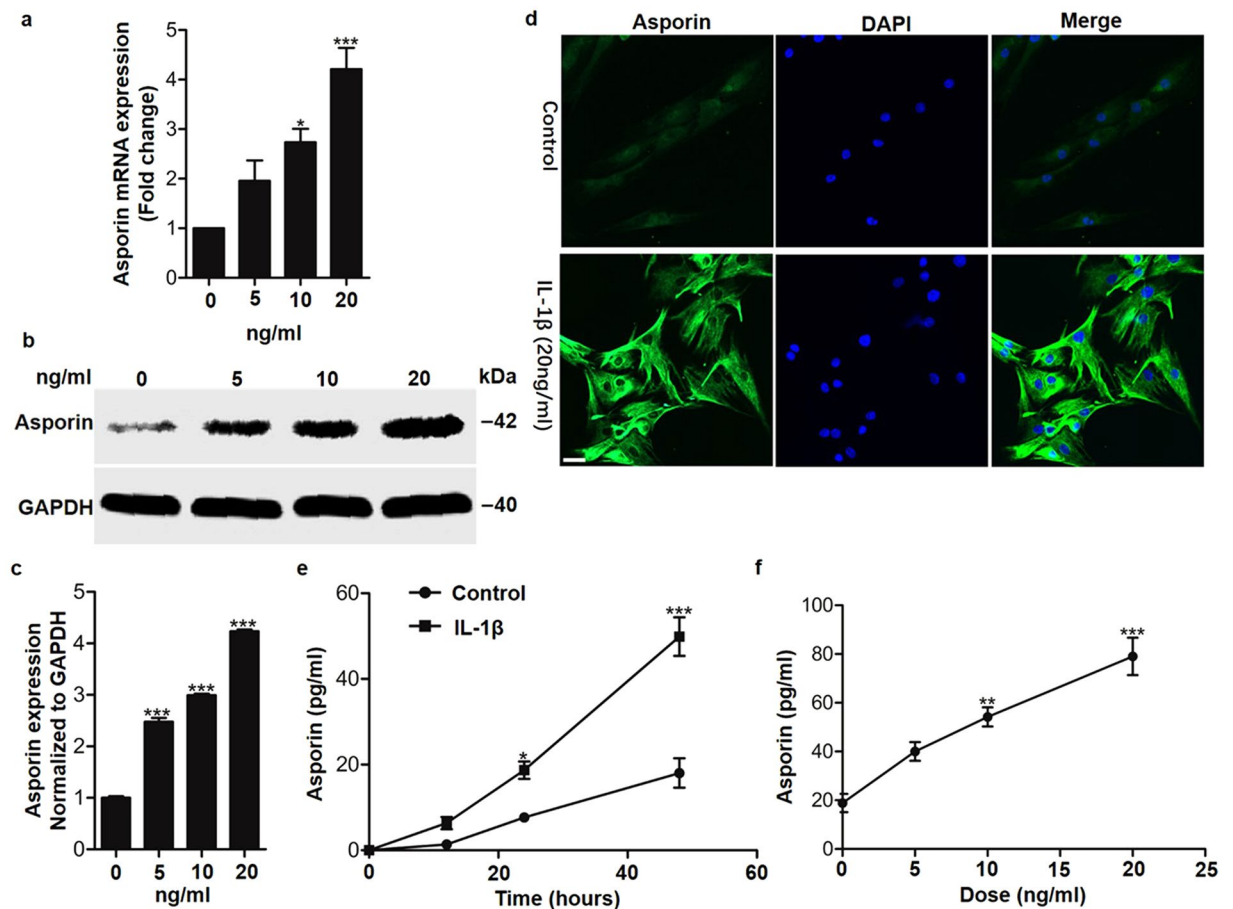 a
Asporin mRNA expression
(Fold change)
5
4
3
2
1
0
*
***
0 5 10 20
ng/ml
b
ng/ml 0 5 10 20 kDa
Asporin –42
GAPDH –40
c
Asporin expression
Normalized to GAPDH
5
4
3
2
1
0
***
***
***
0 5 10 20
ng/ml
d
Asporin DAPI Merge
Control
IL-1β (20ng/ml)
e
Control
IL-1β
Asporin (pg/ml)
60
40
20
0
*
***
0 20 40 60
Time (hours)
f
Asporin (pg/ml)
100
80
60
40
20
0
**
***
0 5 10 15 20 25
Dose (ng/ml)